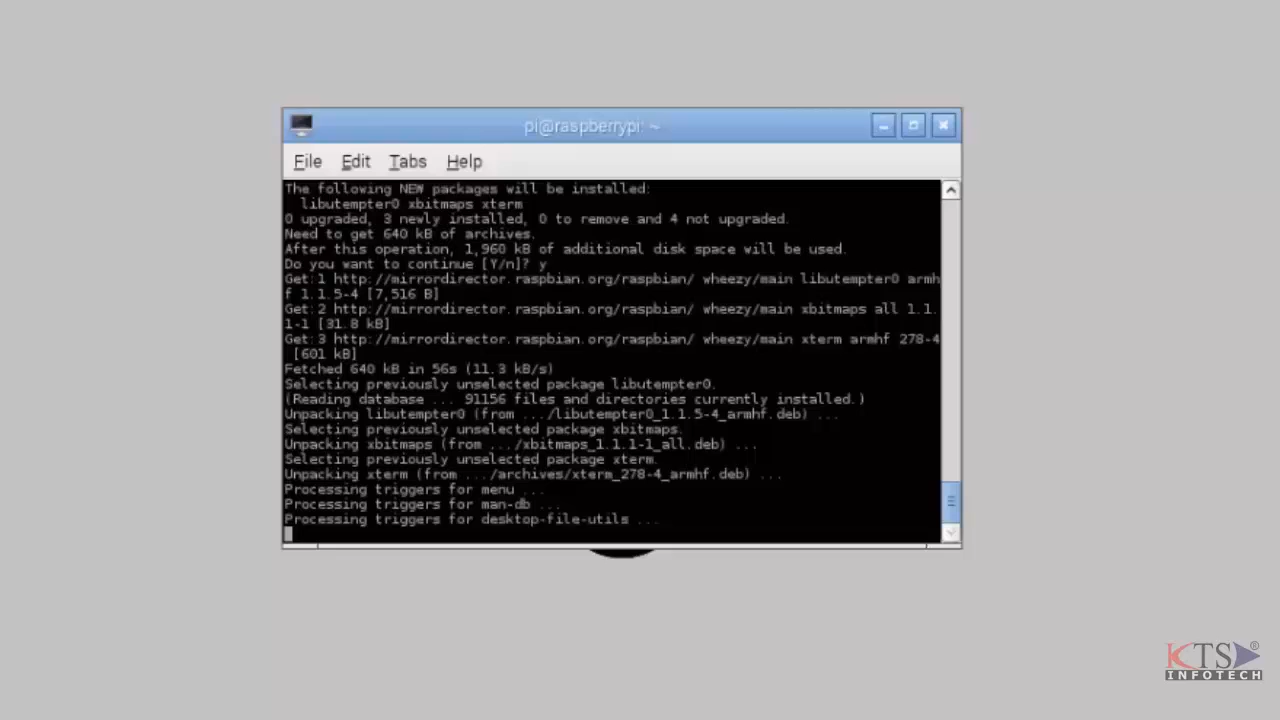 pi@raspberrypi: ~
File Edit Tabs Help
The following NEW packages will be installed:
  libutempter0 xbitmaps xterm
0 upgraded, 3 newly installed, 0 to remove and 4 not upgraded.
Need to get 640 kB of archives.
After this operation, 1,960 kB of additional disk space will be used.
Do you want to continue [Y/n]? y
Get:1 http://mirrordirector.raspbian.org/raspbian/ wheezy/main libutempter0 armh
f 1.1.5-4 [7,516 B]
Get:2 http://mirrordirector.raspbian.org/raspbian/ wheezy/main xbitmaps all 1.1.
1-1 [31.8 kB]
Get:3 http://mirrordirector.raspbian.org/raspbian/ wheezy/main xterm armhf 278-4
 [601 kB]
Fetched 640 kB in 56s (11.3 kB/s)
Selecting previously unselected package libutempter0.
(Reading database ... 91156 files and directories currently installed.)
Unpacking libutempter0 (from .../libutempter0_1.1.5-4_armhf.deb) ...
Selecting previously unselected package xbitmaps.
Unpacking xbitmaps (from .../xbitmaps_1.1.1-1_all.deb) ...
Selecting previously unselected package xterm.
Unpacking xterm (from .../archives/xterm_278-4_armhf.deb) ...
Processing triggers for menu ...
Processing triggers for man-db ...
Processing triggers for desktop-file-utils ...
KTS®
INFOTECH